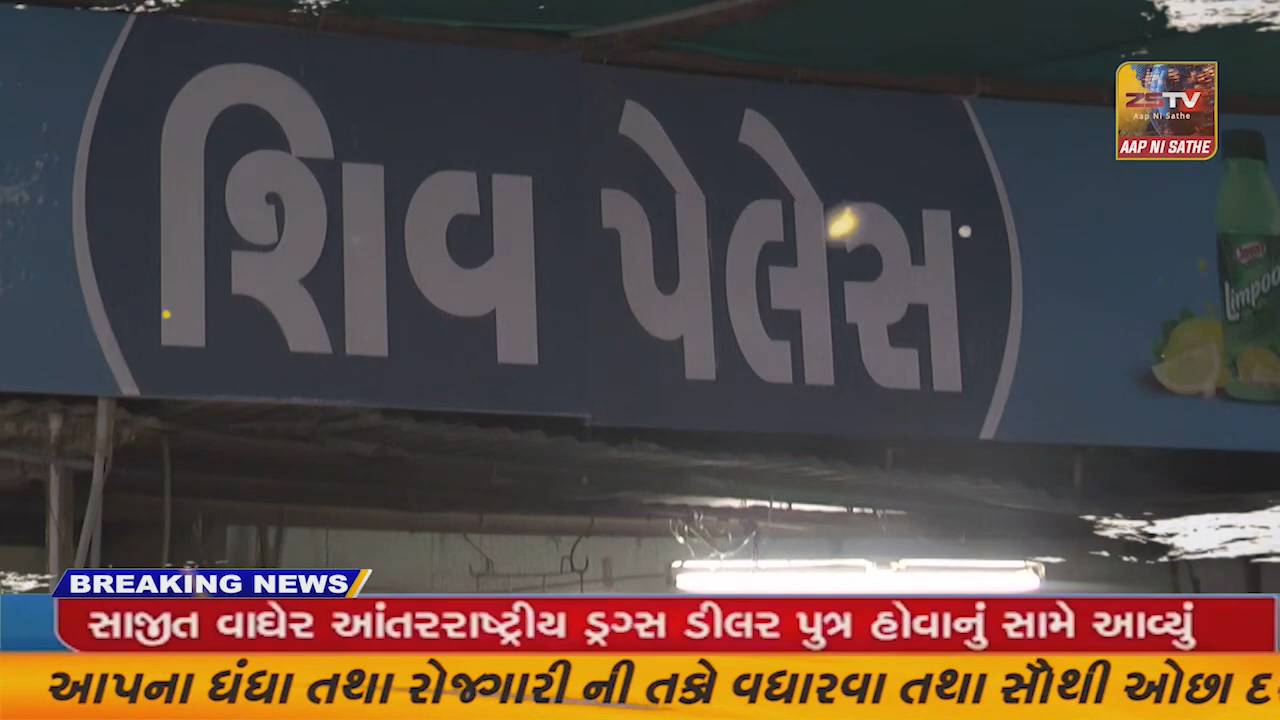 શિવ પેલેસ
ZSTV
Aap Ni Sathe
AAP NI SATHE
BREAKING NEWS
સાજીત વાઘેર આંતરરાષ્ટ્રીય ડ્રગ્સ ડીલર પુત્ર હોવાનું સામે આવ્યું
આપના ધંધા તથા રોજગારી ની તકો વધારવા તથા સૌથી ઓછા